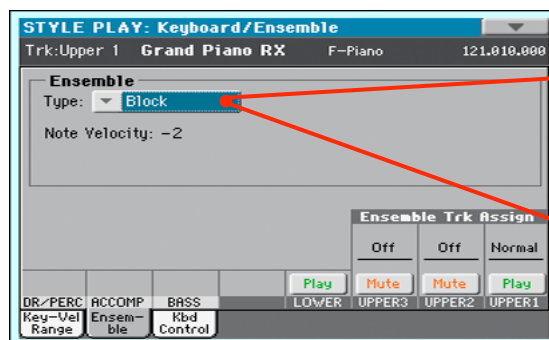 STYLE PLAY: Keyboard/Ensemble
Trk:Upper 1 Grand Piano RX F-Piano 121.010.000
Ensemble
Type: Block
Note Velocity: -2
Ensemble Trk Assign
Off Off Normal
Play Mute Mute Play
DR/PERC ACCOMP BASS LOWER UPPER3 UPPER2 UPPER1
Key-Vel Range Ensem-ble Kbd Control